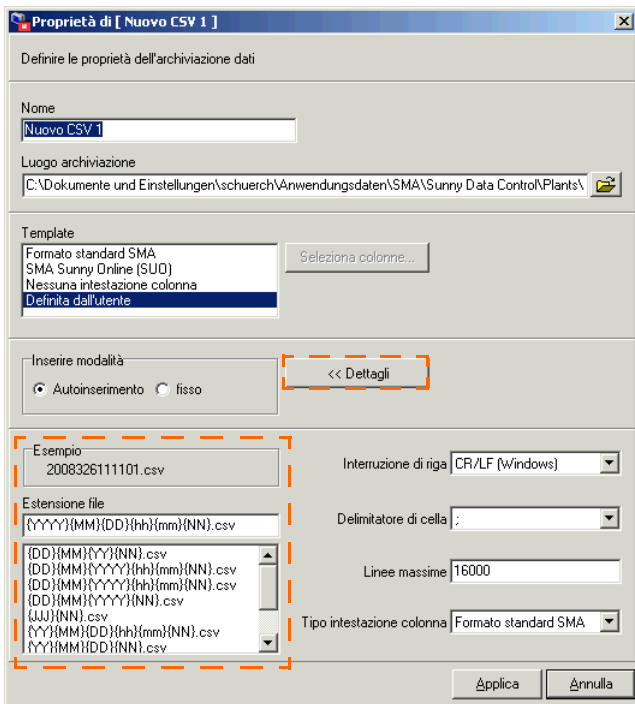 Proprietà di [ Nuovo CSV 1 ]
Definire le proprietà dell'archiviazione dati
Nome
Nuovo CSV 1
Luogo archiviazione
C:\Dokumente und Einstellungen\schuerch\Anwendungsdaten\SMA\Sunny Data Control\Plants\
Template
Formato standard SMA
SMA Sunny Online (SUO)
Nessuna intestazione colonna
Definita dall'utente
Seleziona colonne...
Inserire modalità
Autoinserimento
fisso
<< Dettagli
Esempio
2008326111101.csv
Estensione file
{YYYY}{MM}{DD}{hh}{mm}{NN}.csv
{DD}{MM}{YY}{NN}.csv
{DD}{MM}{YYYY}{hh}{mm}{NN}.csv
{DD}{MM}{YYYY}{hh}{mm}{NN}.csv
{DD}{MM}{YYYY}{NN}.csv
{JJJ}{NN}.csv
{YY}{MM}{DD}{hh}{mm}{NN}.csv
{YY}{MM}{DD}{NN}.csv
Interruzione di riga
CR/LF (Windows)
Delimitatore di cella
;
Linee massime
16000
Tipo intestazione colonna
Formato standard SMA
Applica
Annulla